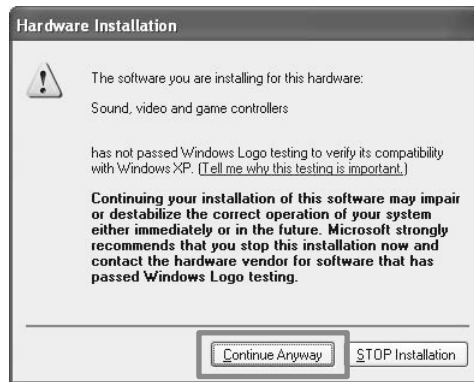 Hardware Installation
The software you are installing for this hardware:
Sound, video and game controllers
has not passed Windows Logo testing to verify its compatibility
with Windows XP. (Tell me why this testing is important.)
Continuing your installation of this software may impair
or destabilize the correct operation of your system
either immediately or in the future. Microsoft strongly
recommends that you stop this installation now and
contact the hardware vendor for software that has
passed Windows Logo testing.
Continue Anyway
STOP Installation